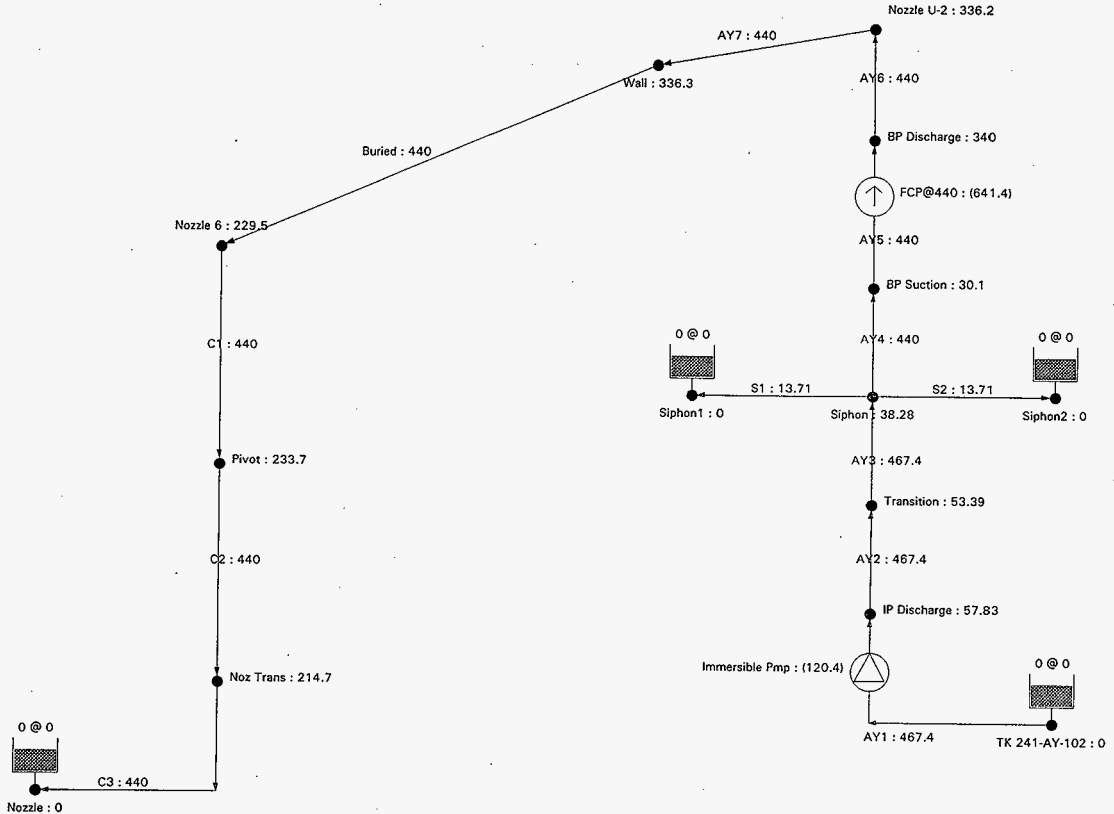 Nozzle U-2 : 336.2
AY7 : 440
Wall : 336.3
AY6 : 440
BP Discharge : 340
Buried : 440
FCP@440 : (641.4)
Nozzle 6 : 229.5
AY5 : 440
BP Suction : 30.1
0 @ 0
0 @ 0
C1 : 440
AY4 : 440
S1 : 13.71
S2 : 13.71
Siphon1 : 0
Siphon : 38.28
Siphon2 : 0
Pivot : 233.7
AY3 : 467.4
Transition : 53.39
C2 : 440
AY2 : 467.4
IP Discharge : 57.83
Immersible Pmp : (120.4)
0 @ 0
Noz Trans : 214.7
0 @ 0
AY1 : 467.4
TK 241-AY-102 : 0
C3 : 440
Nozzle : 0